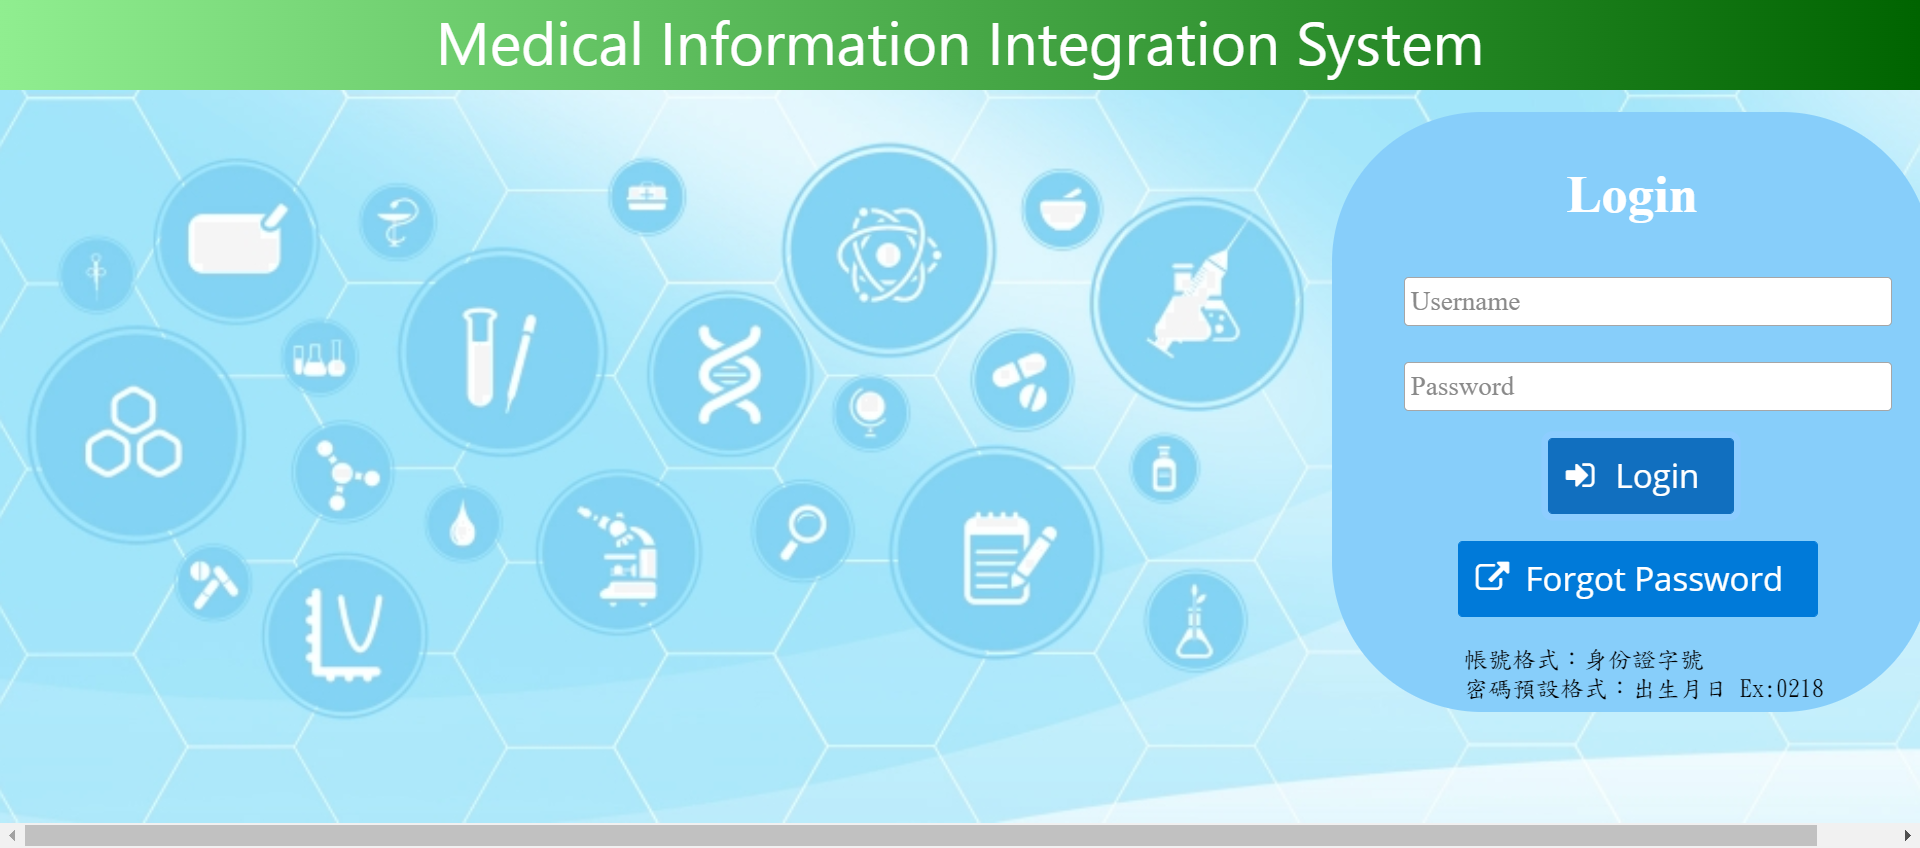 Medical Information Integration System
Login
Username
Password
Login
Forgot Password
帳號格式：身份證字號
密碼預設格式：出生月日 Ex:0218